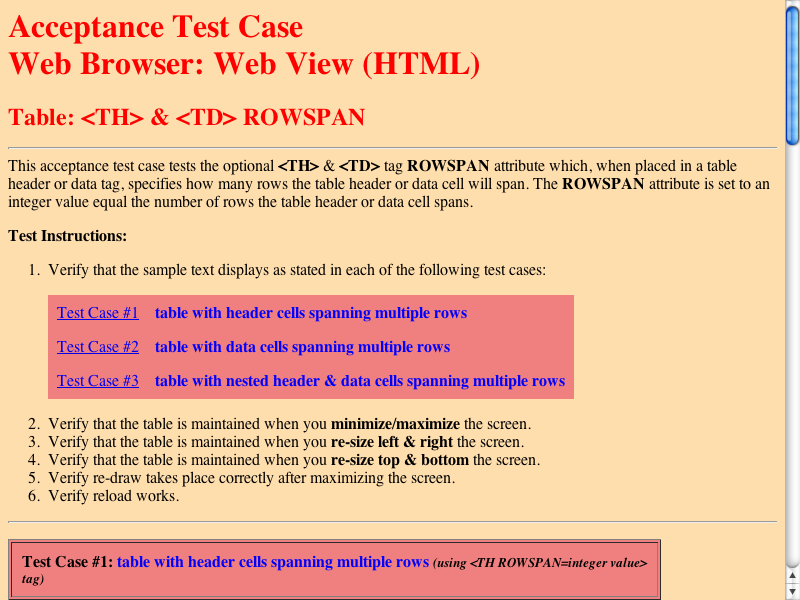 Acceptance Test Case
Web Browser: Web View (HTML)
Table: <TH> & <TD> ROWSPAN
This acceptance test case tests the optional <TH> & <TD> tag ROWSPAN attribute which, when placed in a table
header or data tag, specifies how many rows the table header or data cell will span. The ROWSPAN attribute is set to an
integer value equal the number of rows the table header or data cell spans.
Test Instructions:
1. Verify that the sample text displays as stated in each of the following test cases:
Test Case #1 table with header cells spanning multiple rows
Test Case #2 table with data cells spanning multiple rows
Test Case #3 table with nested header & data cells spanning multiple rows
2. Verify that the table is maintained when you minimize/maximize the screen.
3. Verify that the table is maintained when you re-size left & right the screen.
4. Verify that the table is maintained when you re-size top & bottom the screen.
5. Verify re-draw takes place correctly after maximizing the screen.
6. Verify reload works.
Test Case #1: table with header cells spanning multiple rows (using <TH ROWSPAN=integer value>
tag)